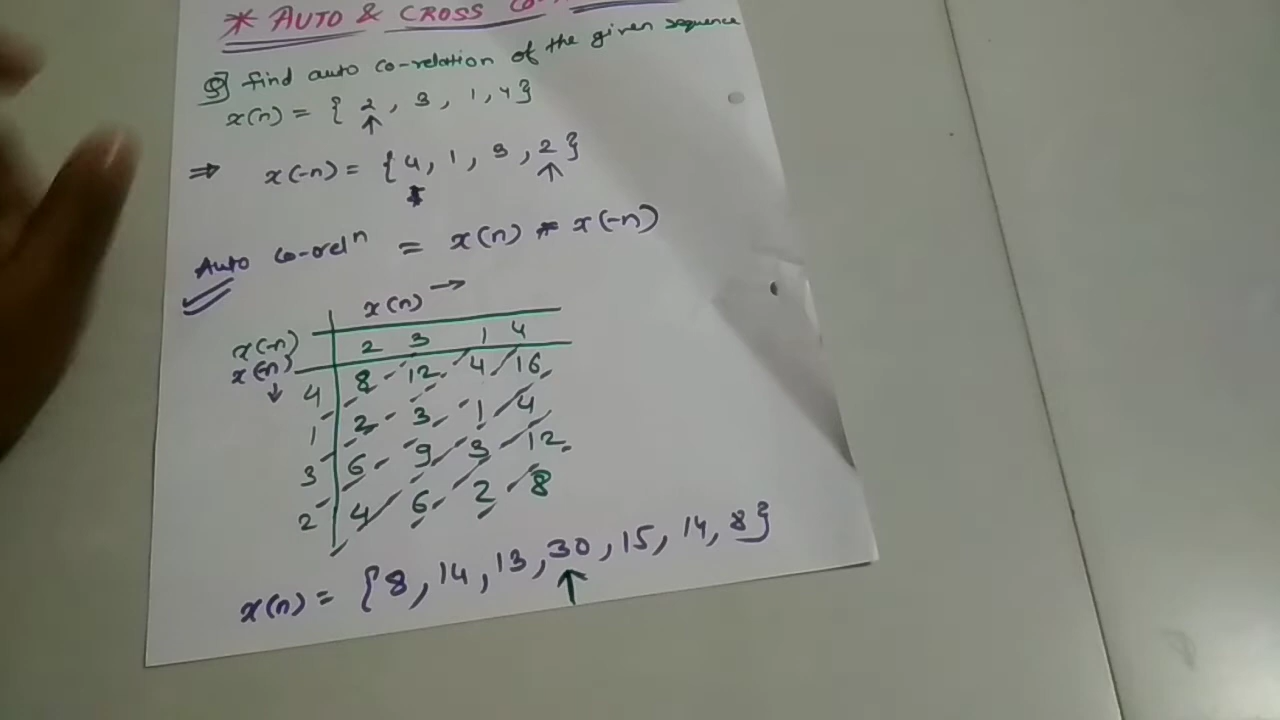 * AUTO & CROSS CO
Q] find auto co-relation of the given sequence
x(n) = { 2, 3, 1, 4 }
↑
⇒ x(-n) = { 4, 1, 3, 2 }
↑
Auto co-reln = x(n) * x(-n)
x(n) →
x(-n) 2 3 1 4
x(n) ↓
4 8 12 4 16
1 2 3 1 4
3 6 9 3 12
2 4 6 2 8
x(n) = {8, 14, 13, 30, 15, 14, 8}
↑